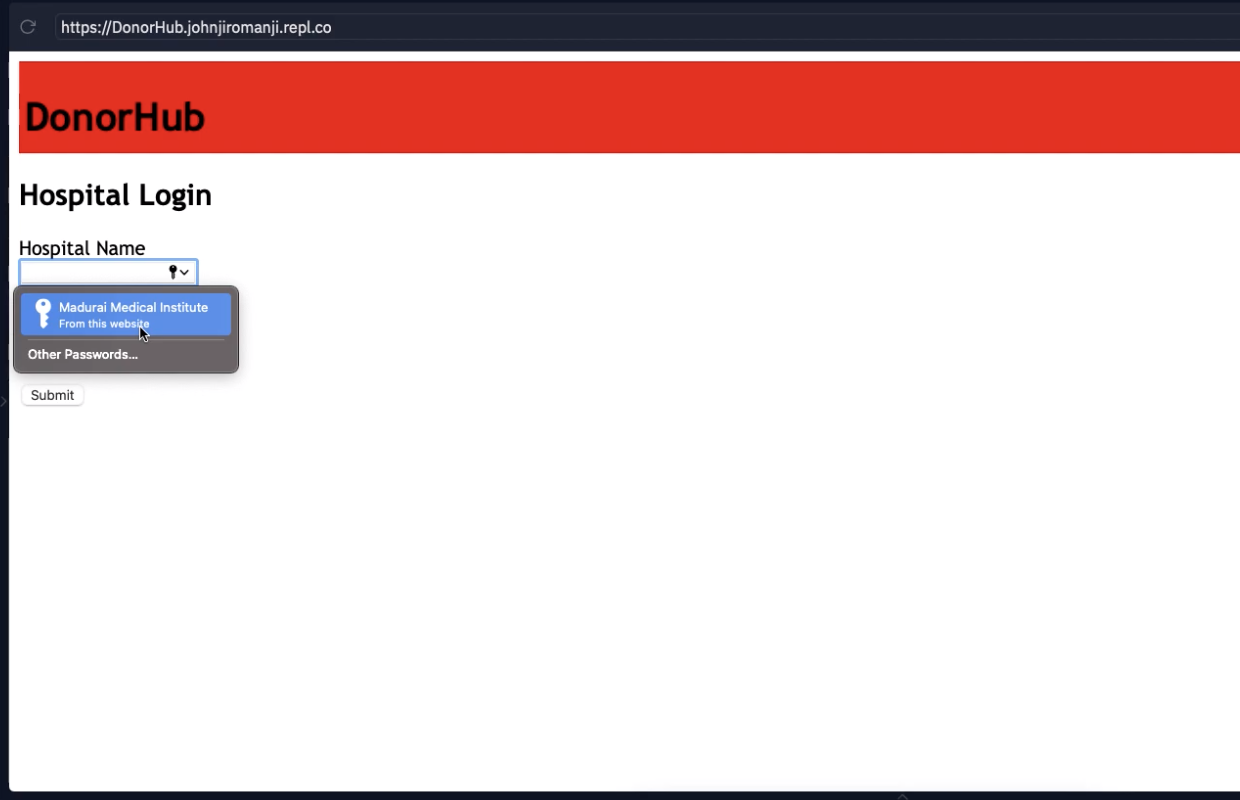 https://DonorHub.johnjiromanji.repl.co
DonorHub
Hospital Login
Hospital Name
Madurai Medical Institute
From this website
Other Passwords...
Submit